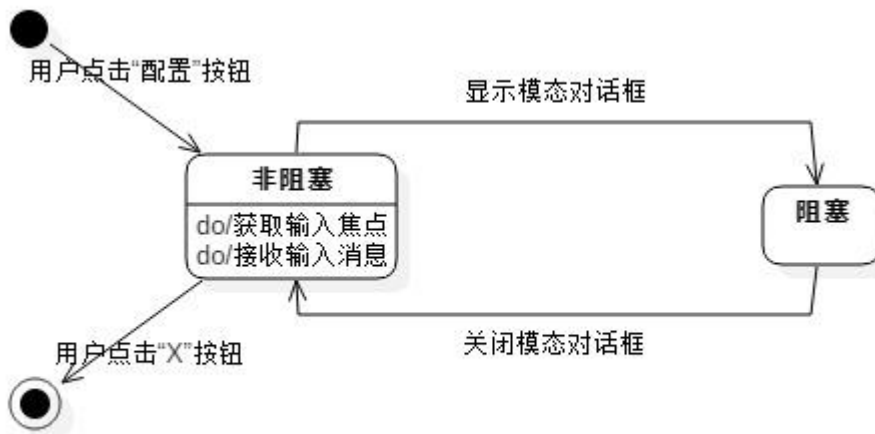 用户点击“配置”按钮
显示模态对话框
非阻塞
do/获取输入焦点
do/接收输入消息
阻塞
关闭模态对话框
用户点击“X”按钮